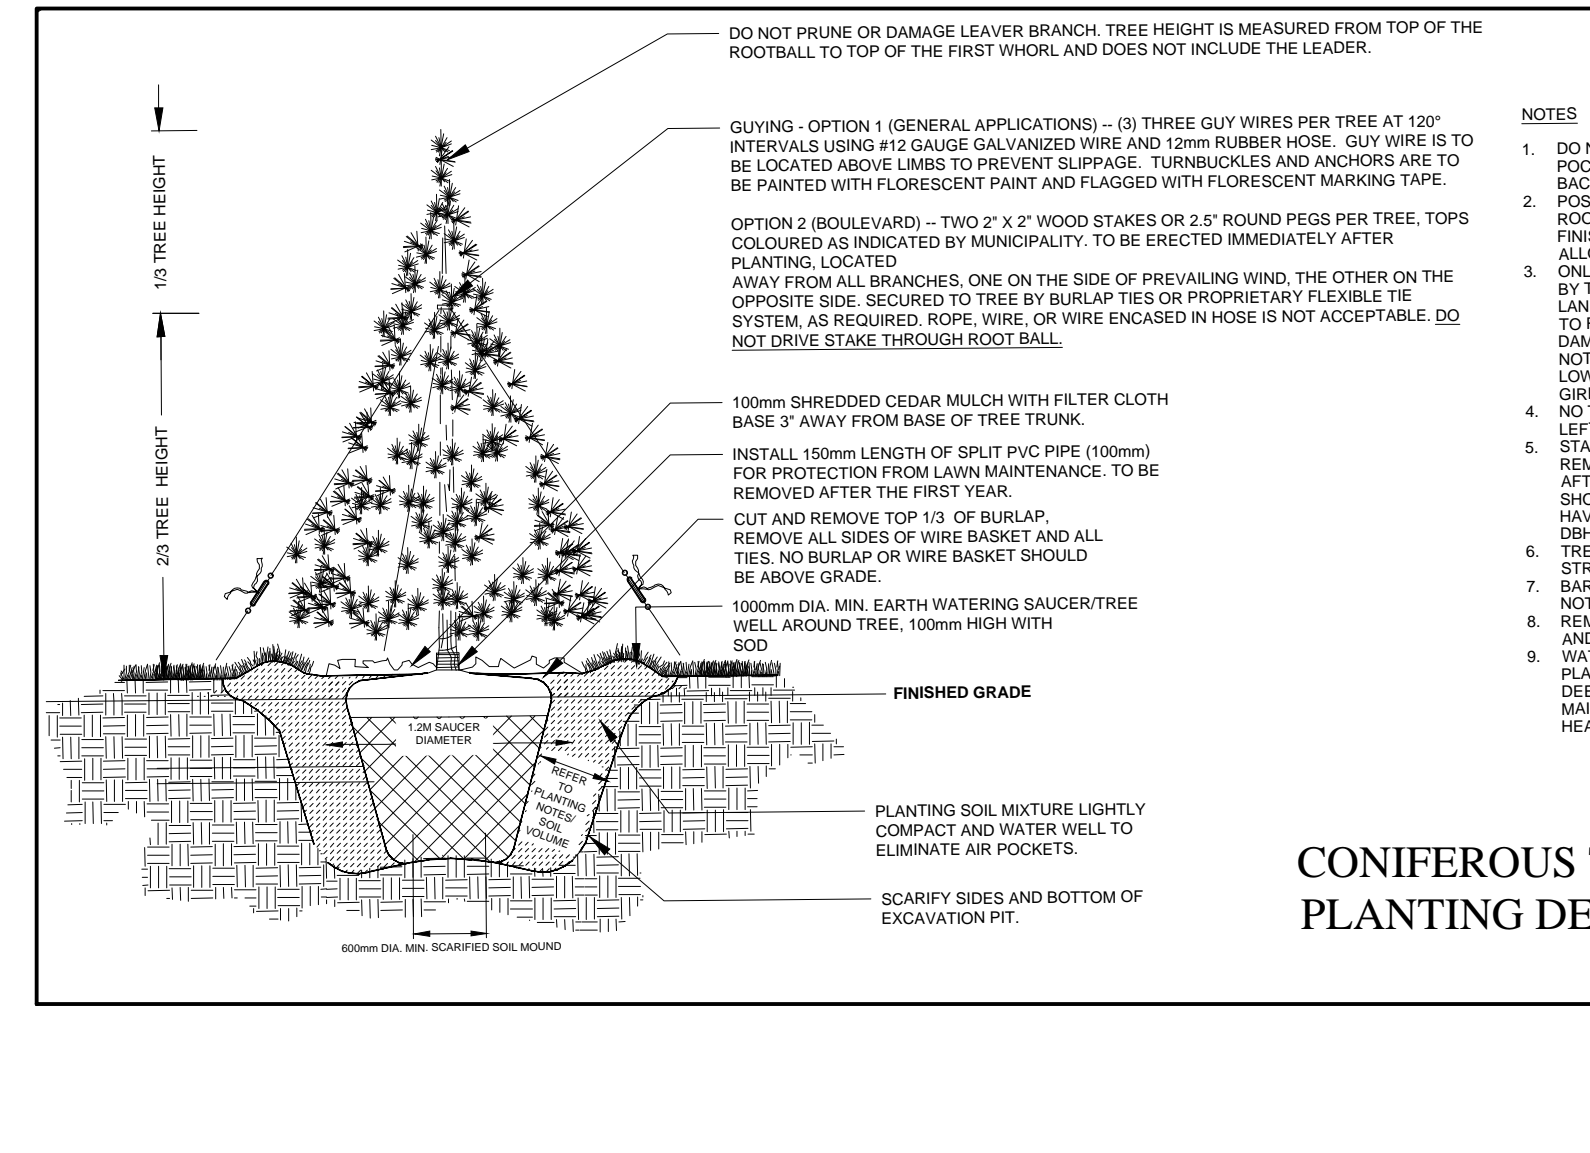 DO NOT PRUNE OR DAMAGE LEAVER BRANCH. TREE HEIGHT IS MEASURED FROM TOP OF THE
ROOTBALL TO TOP OF THE FIRST WHORL AND DOES NOT INCLUDE THE LEADER.
GUYING - OPTION 1 (GENERAL APPLICATIONS) -- (3) THREE GUY WIRES PER TREE AT 120°
INTERVALS USING #12 GAUGE GALVANIZED WIRE AND 12mm RUBBER HOSE. GUY WIRE IS TO
BE LOCATED ABOVE LIMBS TO PREVENT SLIPPAGE. TURNBUCKLES AND ANCHORS ARE TO
BE PAINTED WITH FLORESCENT PAINT AND FLAGGED WITH FLORESCENT MARKING TAPE.
OPTION 2 (BOULEVARD) -- TWO 2" X 2" WOOD STAKES OR 2.5" ROUND PEGS PER TREE, TOPS
COLOURED AS INDICATED BY MUNICIPALITY. TO BE ERECTED IMMEDIATELY AFTER
PLANTING, LOCATED
AWAY FROM ALL BRANCHES, ONE ON THE SIDE OF PREVAILING WIND, THE OTHER ON THE
OPPOSITE SIDE. SECURED TO TREE BY BURLAP TIES OR PROPRIETARY FLEXIBLE TIE
SYSTEM, AS REQUIRED. ROPE, WIRE, OR WIRE ENCASED IN HOSE IS NOT ACCEPTABLE. DO
NOT DRIVE STAKE THROUGH ROOT BALL.
100mm SHREDDED CEDAR MULCH WITH FILTER CLOTH
BASE 3" AWAY FROM BASE OF TREE TRUNK.
INSTALL 150mm LENGTH OF SPLIT PVC PIPE (100mm)
FOR PROTECTION FROM LAWN MAINTENANCE. TO BE
REMOVED AFTER THE FIRST YEAR.
CUT AND REMOVE TOP 1/3 OF BURLAP,
REMOVE ALL SIDES OF WIRE BASKET AND ALL
TIES. NO BURLAP OR WIRE BASKET SHOULD
BE ABOVE GRADE.
1000mm DIA. MIN. EARTH WATERING SAUCER/TREE
WELL AROUND TREE, 100mm HIGH WITH
SOD
FINISHED GRADE
PLANTING SOIL MIXTURE LIGHTLY
COMPACT AND WATER WELL TO
ELIMINATE AIR POCKETS.
SCARIFY SIDES AND BOTTOM OF
EXCAVATION PIT.
1/3 TREE HEIGHT
2/3 TREE HEIGHT
1.2M SAUCER
DIAMETER
REFER
TO
PLANTING
NOTES/
SOIL
VOLUME
600mm DIA. MIN. SCARIFIED SOIL MOUND
NOTES
1. DO
2.
3.
BY
TO
4. NO
5.
6.
7.
8.
9.
CONIFEROUS
PLANTING